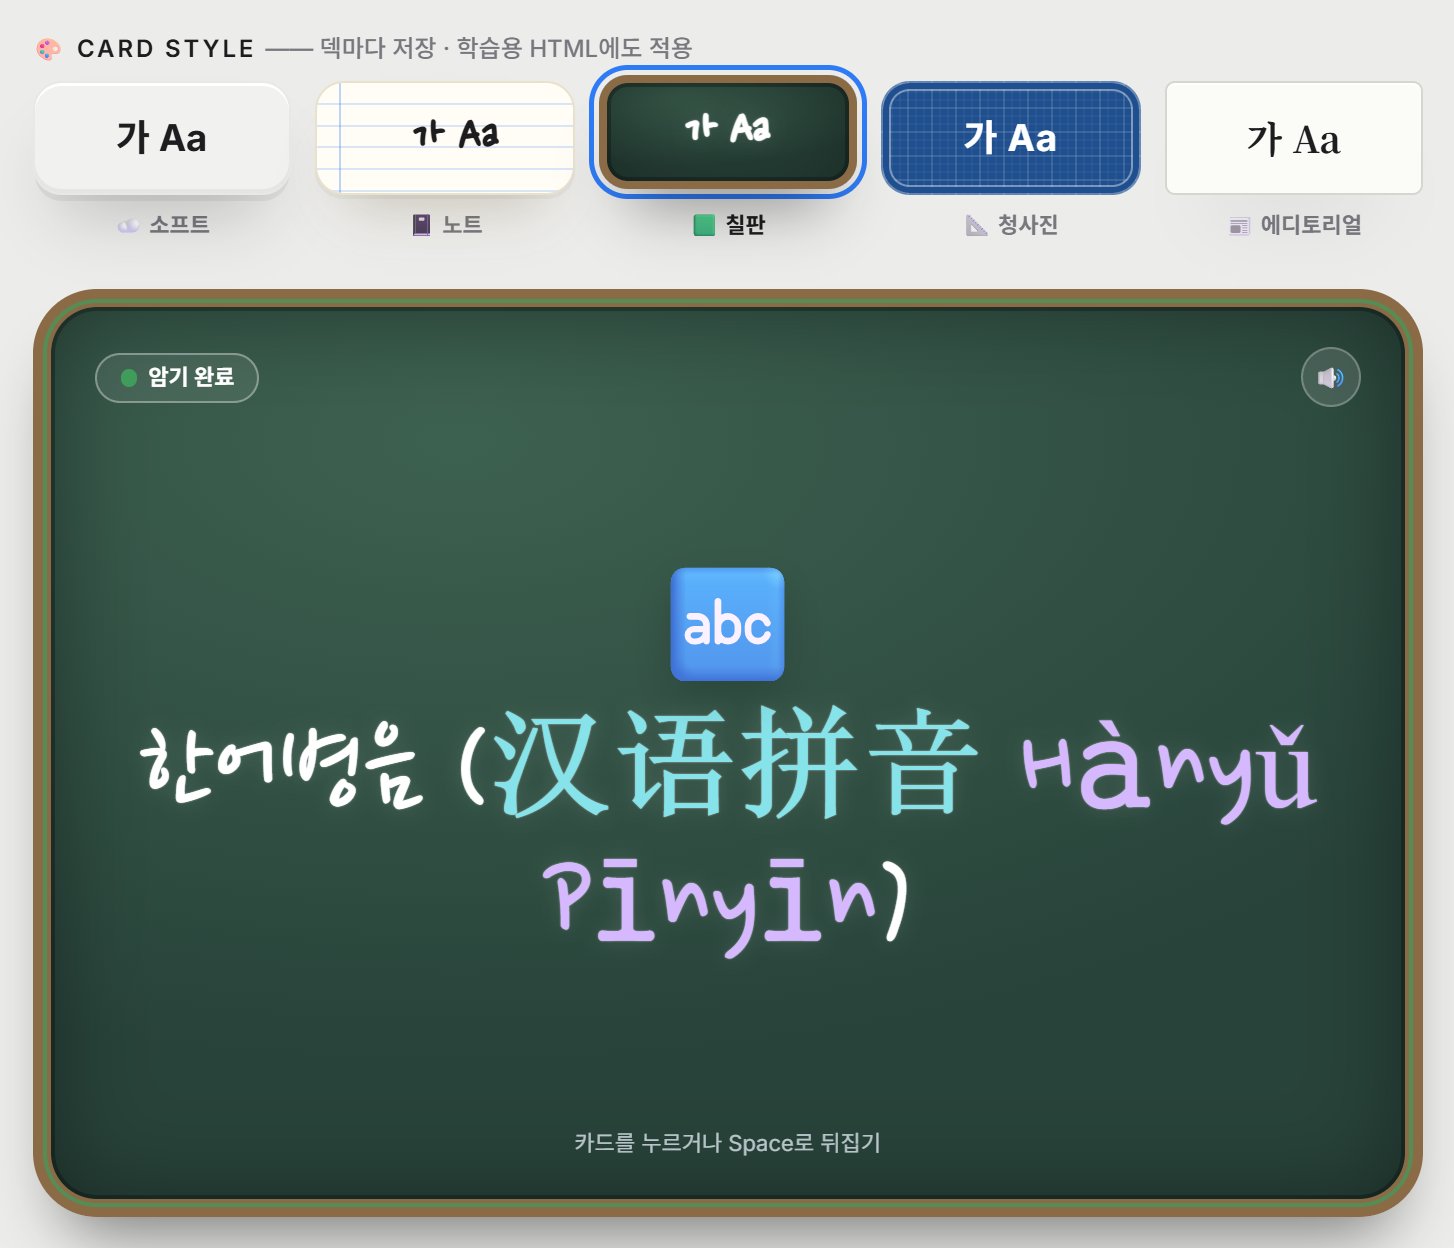 CARD STYLE —— 덱마다 저장 · 학습용 HTML에도 적용
가 Aa
가 Aa
가 Aa
가 Aa
가 Aa
소프트
노트
칠판
청사진
에디토리얼
암기 완료
abc
한어병음 (汉语拼音 Hànyǔ
Pīnyīn)
카드를 누르거나 Space로 뒤집기